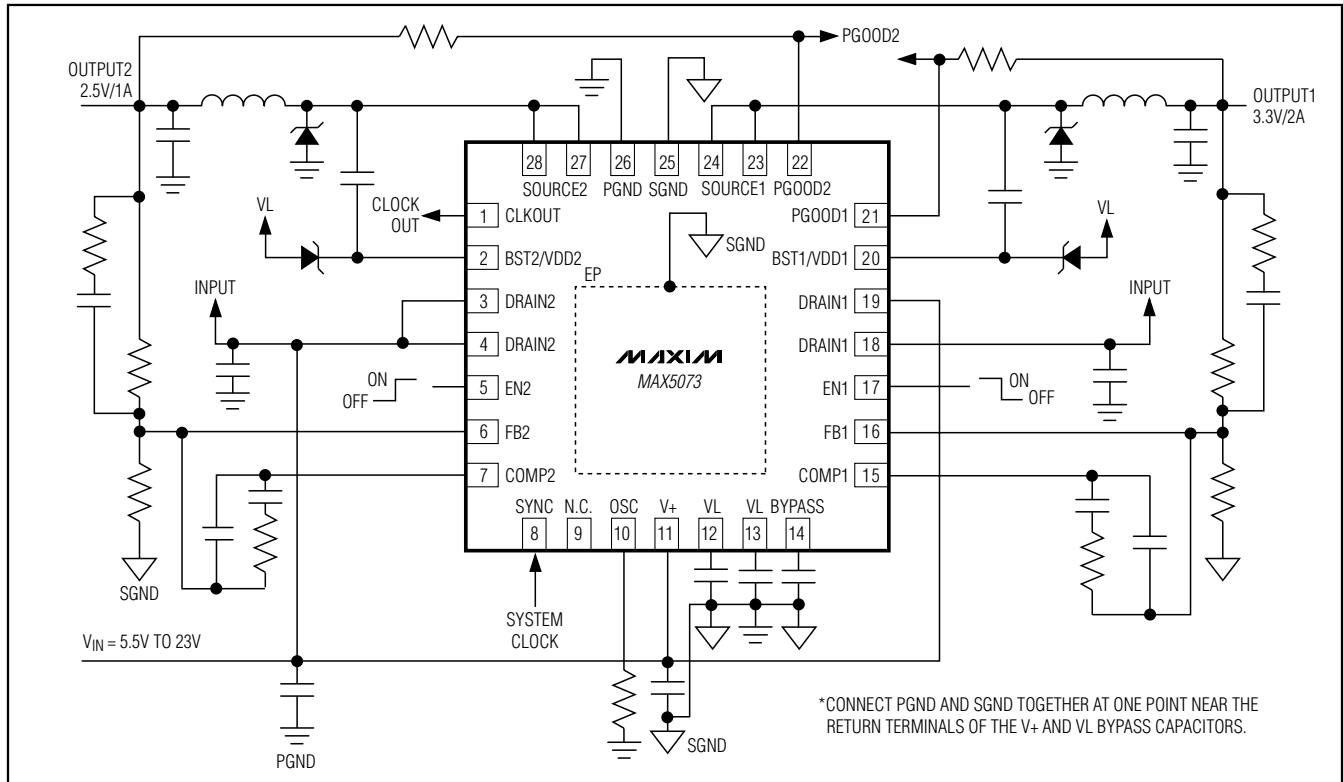 PGOOD2
OUTPUT2
2.5V/1A
OUTPUT1
3.3V/2A
28 27 26 25 24 23 22
SOURCE2 PGND SGND SOURCE1 PGOOD2
VL
CLOCK
OUT
1 CLKOUT
PGOOD1 21
VL
SGND
2 BST2/VDD2
BST1/VDD1 20
EP
INPUT
3 DRAIN2
DRAIN1 19
INPUT
4 DRAIN2
MAXIM
MAX5073
DRAIN1 18
ON
OFF
5 EN2
EN1 17
ON
OFF
6 FB2
FB1 16
7 COMP2
COMP1 15
SYNC N.C. OSC V+ VL VL BYPASS
8 9 10 11 12 13 14
SGND
SYSTEM
CLOCK
VIN = 5.5V TO 23V
PGND
SGND
*CONNECT PGND AND SGND TOGETHER AT ONE POINT NEAR THE
RETURN TERMINALS OF THE V+ AND VL BYPASS CAPACITORS.